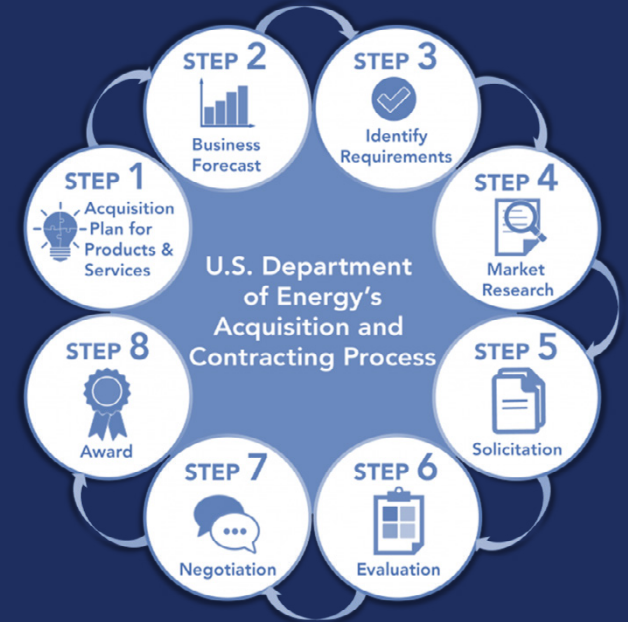 STEP 1
Acquisition
Plan for
Products &
Services
STEP 2
Business
Forecast
STEP 3
Identify
Requirements
STEP 4
Market
Research
STEP 5
Solicitation
STEP 6
Evaluation
STEP 7
Negotiation
STEP 8
Award
U.S. Department
of Energy's
Acquisition and
Contracting Process